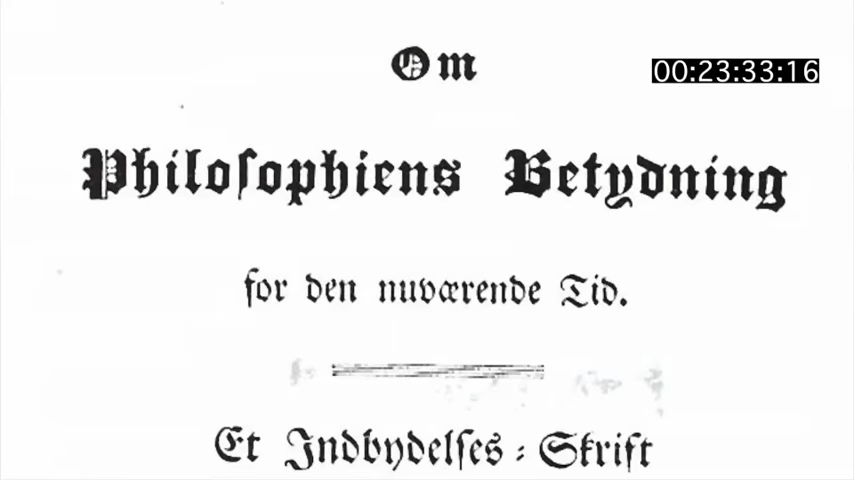 Om
00:23:33:16
Philosophiens Betydning
for den nuværende Tid.
Et Indbydelses=Skrift